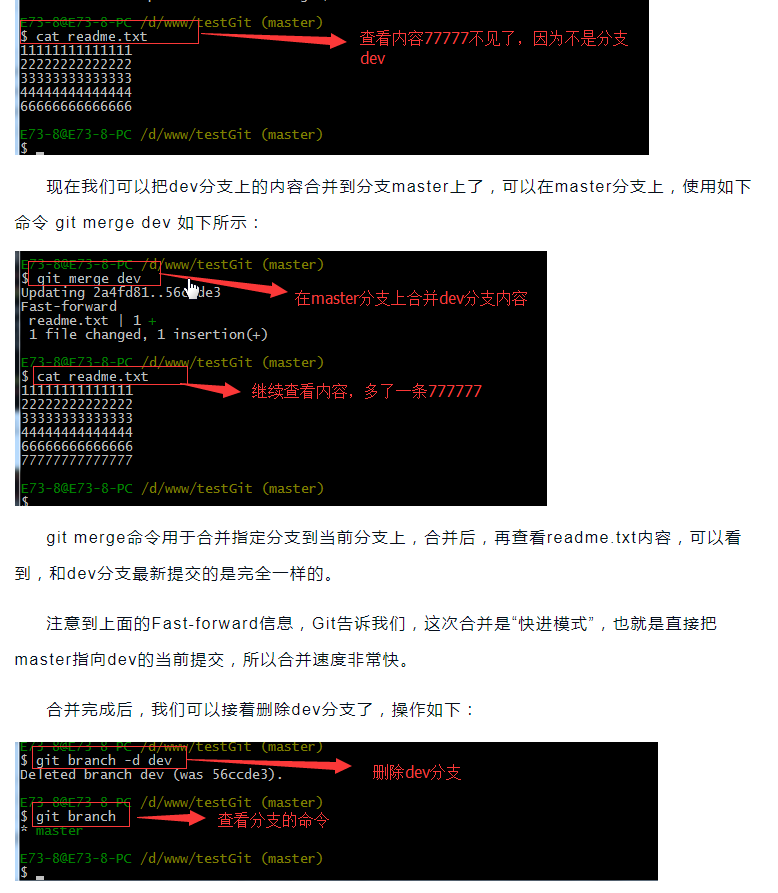 E73-8@E73-8-PC /d/www/testGit (master)
$ cat readme.txt
查看内容77777不见了，因为不是分支
dev
11111111111111
22222222222222
33333333333333
44444444444444
66666666666666
E73-8@E73-8-PC /d/www/testGit (master)
$
现在我们可以把dev分支上的内容合并到分支master上了，可以在master分支上，使用如下
命令 git merge dev 如下所示：
E73-8@E73-8-PC /d/www/testGit (master)
$ git merge dev
Updating 2a4fd81..56ccde3
在master分支上合并dev分支内容
Fast-forward
readme.txt | 1 +
1 file changed, 1 insertion(+)
E73-8@E73-8-PC /d/www/testGit (master)
$ cat readme.txt
继续查看内容，多了一条777777
11111111111111
22222222222222
33333333333333
44444444444444
66666666666666
77777777777777
E73-8@E73-8-PC /d/www/testGit (master)
$
git merge命令用于合并指定分支到当前分支上，合并后，再查看readme.txt内容，可以看
到，和dev分支最新提交的是完全一样的。
注意到上面的Fast-forward信息，Git告诉我们，这次合并是“快进模式”，也就是直接把
master指向dev的当前提交，所以合并速度非常快。
合并完成后，我们可以接着删除dev分支了，操作如下：
E73-8@E73-8-PC /d/www/testGit (master)
$ git branch -d dev
删除dev分支
Deleted branch dev (was 56ccde3).
E73-8@E73-8-PC /d/www/testGit (master)
$ git branch
查看分支的命令
* master
E73-8@E73-8-PC /d/www/testGit (master)
$